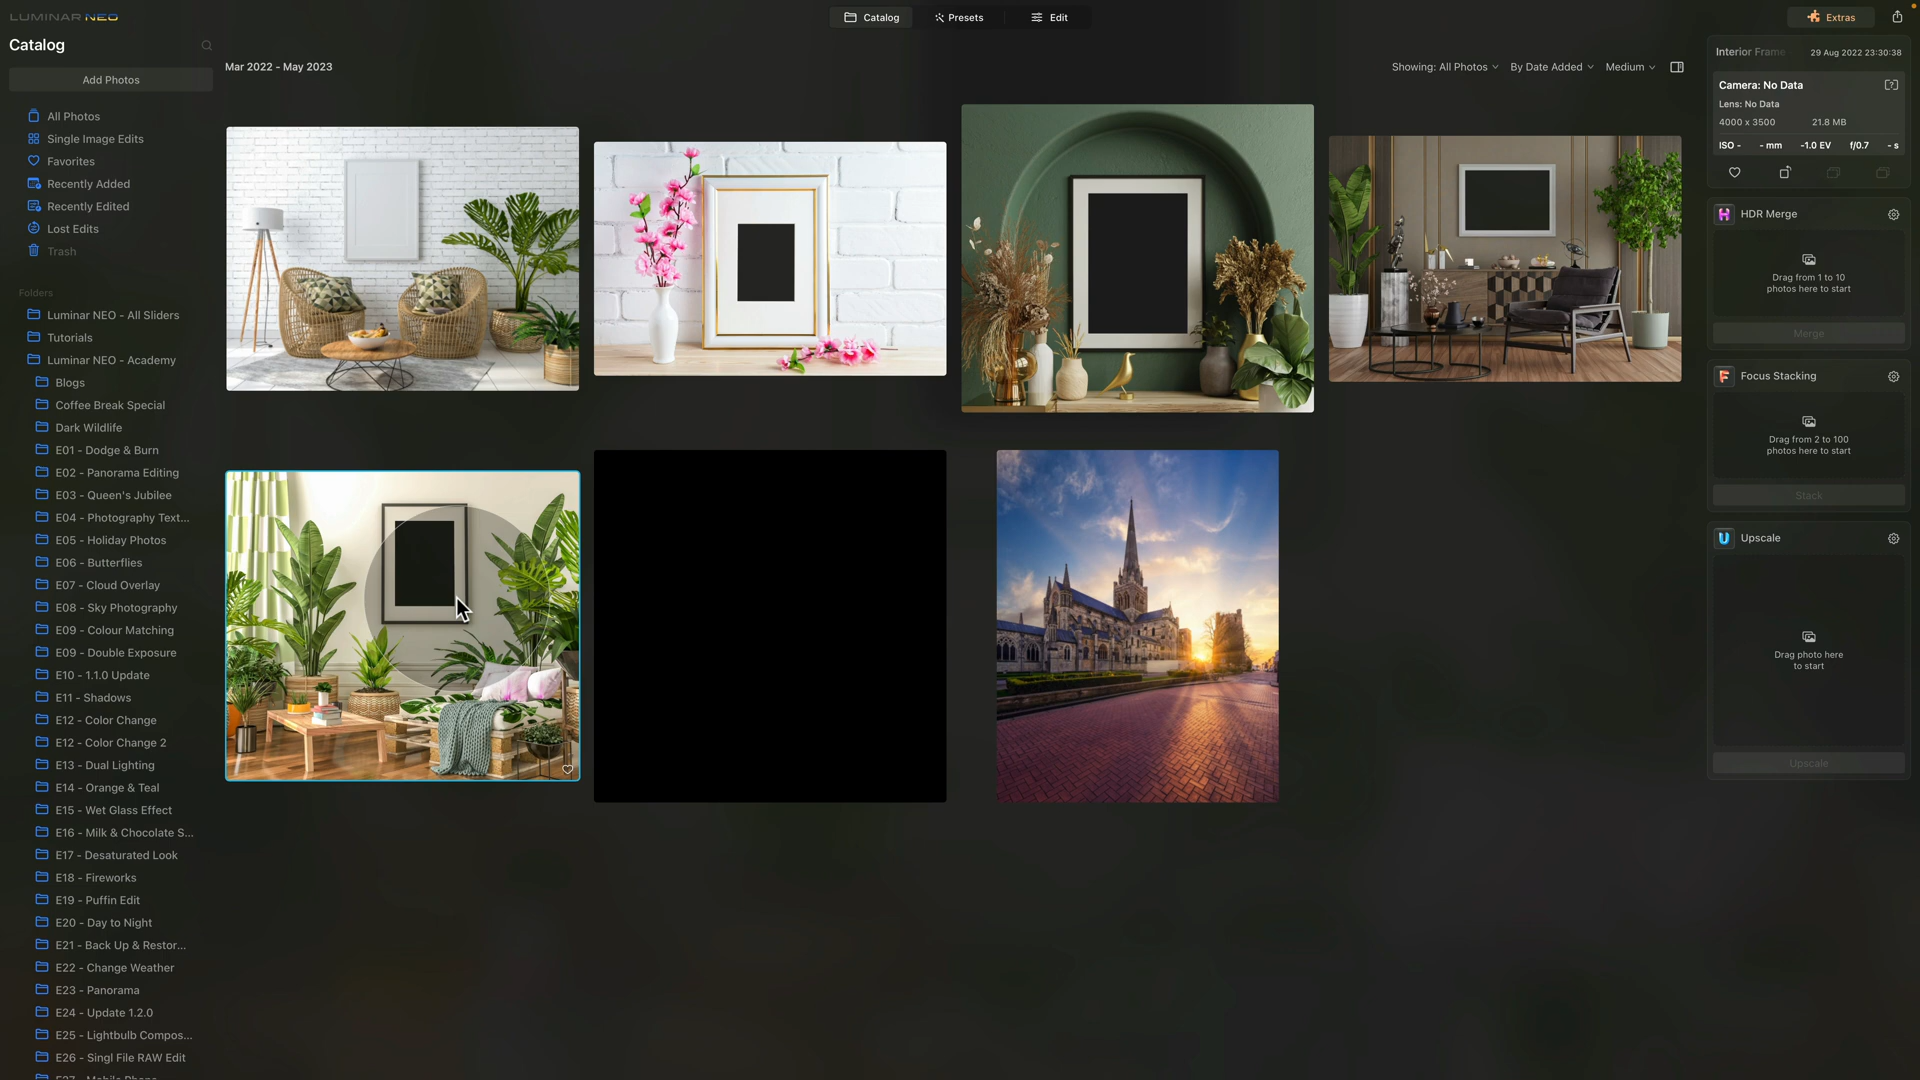 LUMINAR NEO
Catalog
Presets
Edit
Extras
Catalog
Add Photos
All Photos
Single Image Edits
Favorites
Recently Added
Recently Edited
Lost Edits
Trash
Folders
Luminar NEO - All Sliders
Tutorials
Luminar NEO - Academy
Blogs
Coffee Break Special
Dark Wildlife
E01 - Dodge & Burn
E02 - Panorama Editing
E03 - Queen's Jubilee
E04 - Photography Text...
E05 - Holiday Photos
E06 - Butterflies
E07 - Cloud Overlay
E08 - Sky Photography
E09 - Colour Matching
E09 - Double Exposure
E10 - 1.1.0 Update
E11 - Shadows
E12 - Color Change
E12 - Color Change 2
E13 - Dual Lighting
E14 - Orange & Teal
E15 - Wet Glass Effect
E16 - Milk & Chocolate S...
E17 - Desaturated Look
E18 - Fireworks
E19 - Puffin Edit
E20 - Day to Night
E21 - Back Up & Restor...
E22 - Change Weather
E23 - Panorama
E24 - Update 1.2.0
E25 - Lightbulb Compos...
E26 - Singl File RAW Edit
Mar 2022 - May 2023
Showing: All Photos
By Date Added
Medium
Interior Frame
29 Aug 2022 23:30:38
Camera: No Data
Lens: No Data
4000 x 3500 21.8 MB
ISO - - mm -1.0 EV f/0.7 - s
HDR Merge
Drag from 1 to 10
photos here to start
Merge
Focus Stacking
Drag from 2 to 100
photos here to start
Stack
Upscale
Drag photo here
to start
Upscale